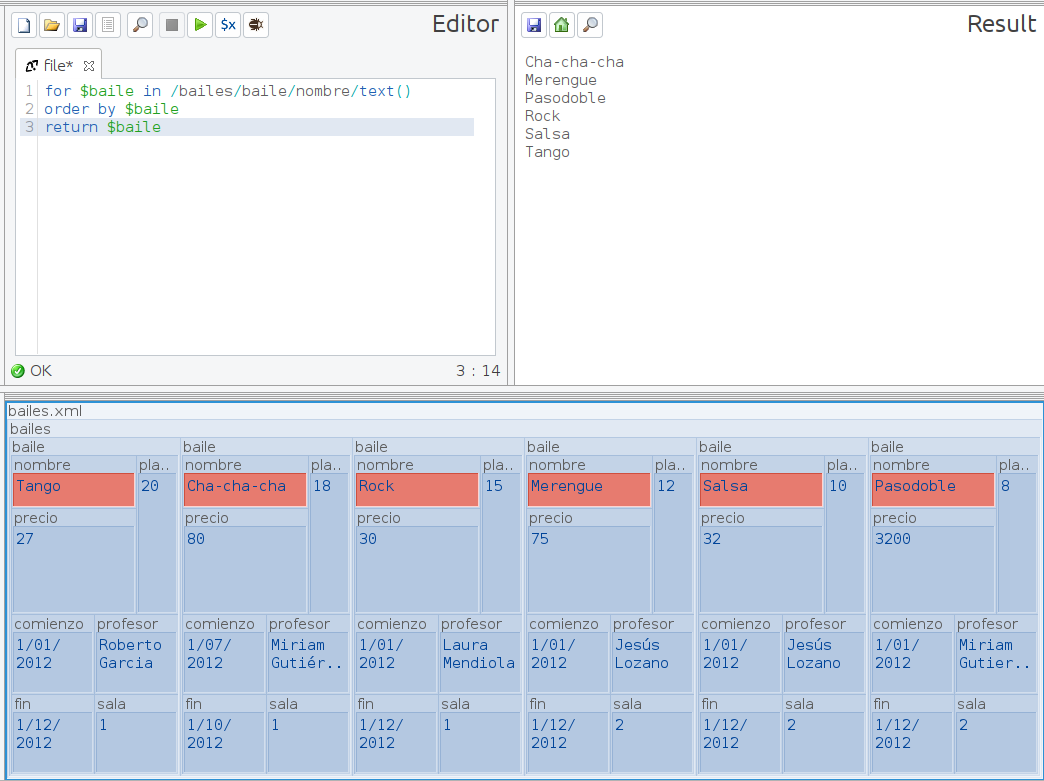 $x
Editor
Result
file*
1 for $baile in /bailes/baile/nombre/text()
2 order by $baile
3 return $baile
OK
3 : 14
Cha-cha-cha
Merengue
Pasodoble
Rock
Salsa
Tango
bailes.xml
bailes
baile baile baile baile baile baile
nombre pla.. nombre pla.. nombre pla.. nombre pla.. nombre pla.. nombre pla..
Tango 20 Cha-cha-cha 18 Rock 15 Merengue 12 Salsa 10 Pasodoble 8
precio precio precio precio precio precio
27 80 30 75 32 3200
comienzo profesor comienzo profesor comienzo profesor comienzo profesor comienzo profesor comienzo profesor
1/01/ Roberto 1/07/ Miriam 1/01/ Laura 1/01/ Jesús 1/01/ Jesús 1/01/ Miriam
2012 Garcia 2012 Gutiér.. 2012 Mendiola 2012 Lozano 2012 Lozano 2012 Gutier..
fin sala fin sala fin sala fin sala fin sala fin sala
1/12/ 1 1/10/ 1 1/12/ 1 1/12/ 2 1/12/ 2 1/12/ 2
2012 2012 2012 2012 2012 2012